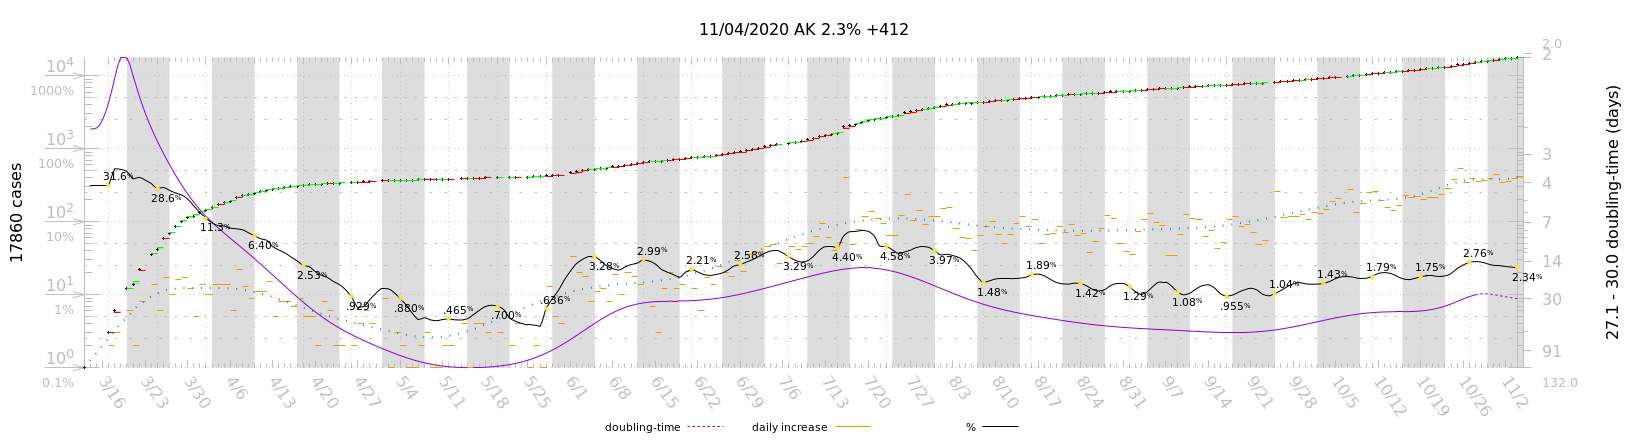 11/04/2020 AK 2.3% +412
2.0
10⁴ 2
1000%
10³ 3
100%
4
10² 7
10%
14
10¹ 30
1%
10⁰ 91
0.1% 132.0
17860 cases
27.1 - 30.0 doubling-time (days)
31.6% 28.6% 11.3% 6.40% 2.53% .929% .880% .465% .700% .636% 3.28% 2.99% 2.21% 2.58% 3.29% 4.40% 4.58% 3.97% 1.48% 1.89% 1.42% 1.29% 1.08% .955% 1.04% 1.43% 1.79% 1.75% 2.76% 2.34%
3/16 3/23 3/30 4/6 4/13 4/20 4/27 5/4 5/11 5/18 5/25 6/1 6/8 6/15 6/22 6/29 7/6 7/13 7/20 7/27 8/3 8/10 8/17 8/24 8/31 9/7 9/14 9/21 9/28 10/5 10/12 10/19 10/26 11/2
doubling-time daily increase %